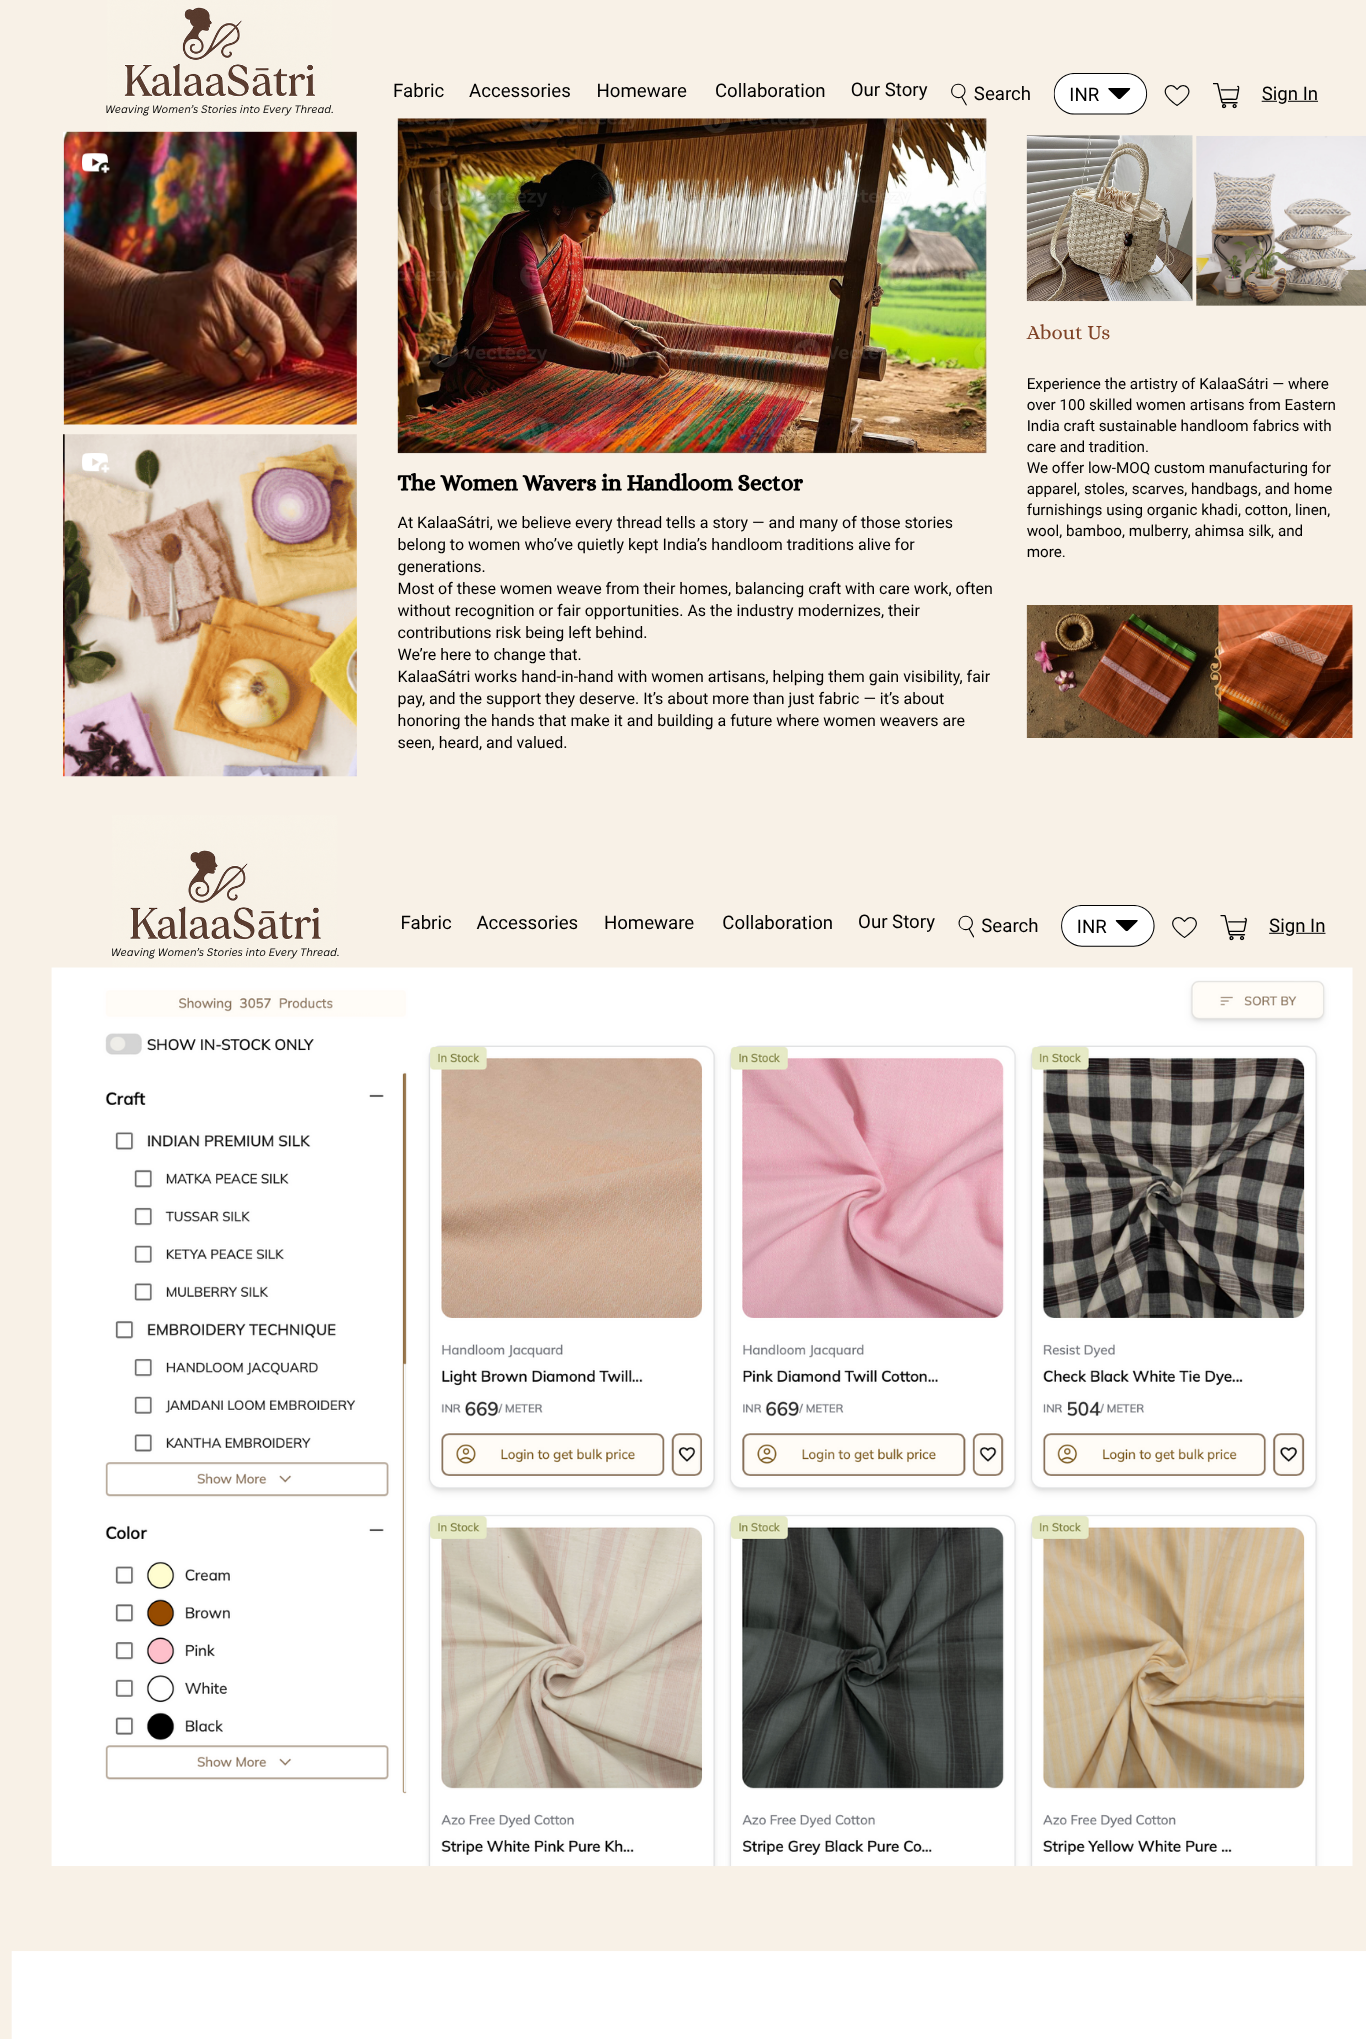 KalaaSātri
Weaving Women's Stories into Every Thread.
Fabric Accessories Homeware Collaboration Our Story Search INR Sign In
Vecteezy
The Women Wavers in Handloom Sector
At KalaaSátri, we believe every thread tells a story — and many of those stories
belong to women who've quietly kept India's handloom traditions alive for
generations.
Most of these women weave from their homes, balancing craft with care work, often
without recognition or fair opportunities. As the industry modernizes, their
contributions risk being left behind.
We're here to change that.
KalaaSátri works hand-in-hand with women artisans, helping them gain visibility, fair
pay, and the support they deserve. It's about more than just fabric — it's about
honoring the hands that make it and building a future where women weavers are
seen, heard, and valued.
About Us
Experience the artistry of KalaaSátri — where
over 100 skilled women artisans from Eastern
India craft sustainable handloom fabrics with
care and tradition.
We offer low-MOQ custom manufacturing for
apparel, stoles, scarves, handbags, and home
furnishings using organic khadi, cotton, linen,
wool, bamboo, mulberry, ahimsa silk, and
more.
KalaaSātri
Weaving Women's Stories into Every Thread.
Fabric Accessories Homeware Collaboration Our Story Search INR Sign In
Showing 3057 Products
SORT BY
SHOW IN-STOCK ONLY
Craft
INDIAN PREMIUM SILK
MATKA PEACE SILK
TUSSAR SILK
KETYA PEACE SILK
MULBERRY SILK
EMBROIDERY TECHNIQUE
HANDLOOM JACQUARD
JAMDANI LOOM EMBROIDERY
KANTHA EMBROIDERY
Show More
Color
Cream
Brown
Pink
White
Black
Show More
In Stock
Handloom Jacquard
Light Brown Diamond Twill...
INR 669/ METER
Login to get bulk price
In Stock
Handloom Jacquard
Pink Diamond Twill Cotton...
INR 669/ METER
Login to get bulk price
In Stock
Resist Dyed
Check Black White Tie Dye...
INR 504/ METER
Login to get bulk price
In Stock
Azo Free Dyed Cotton
Stripe White Pink Pure Kh...
In Stock
Azo Free Dyed Cotton
Stripe Grey Black Pure Co...
In Stock
Azo Free Dyed Cotton
Stripe Yellow White Pure ...